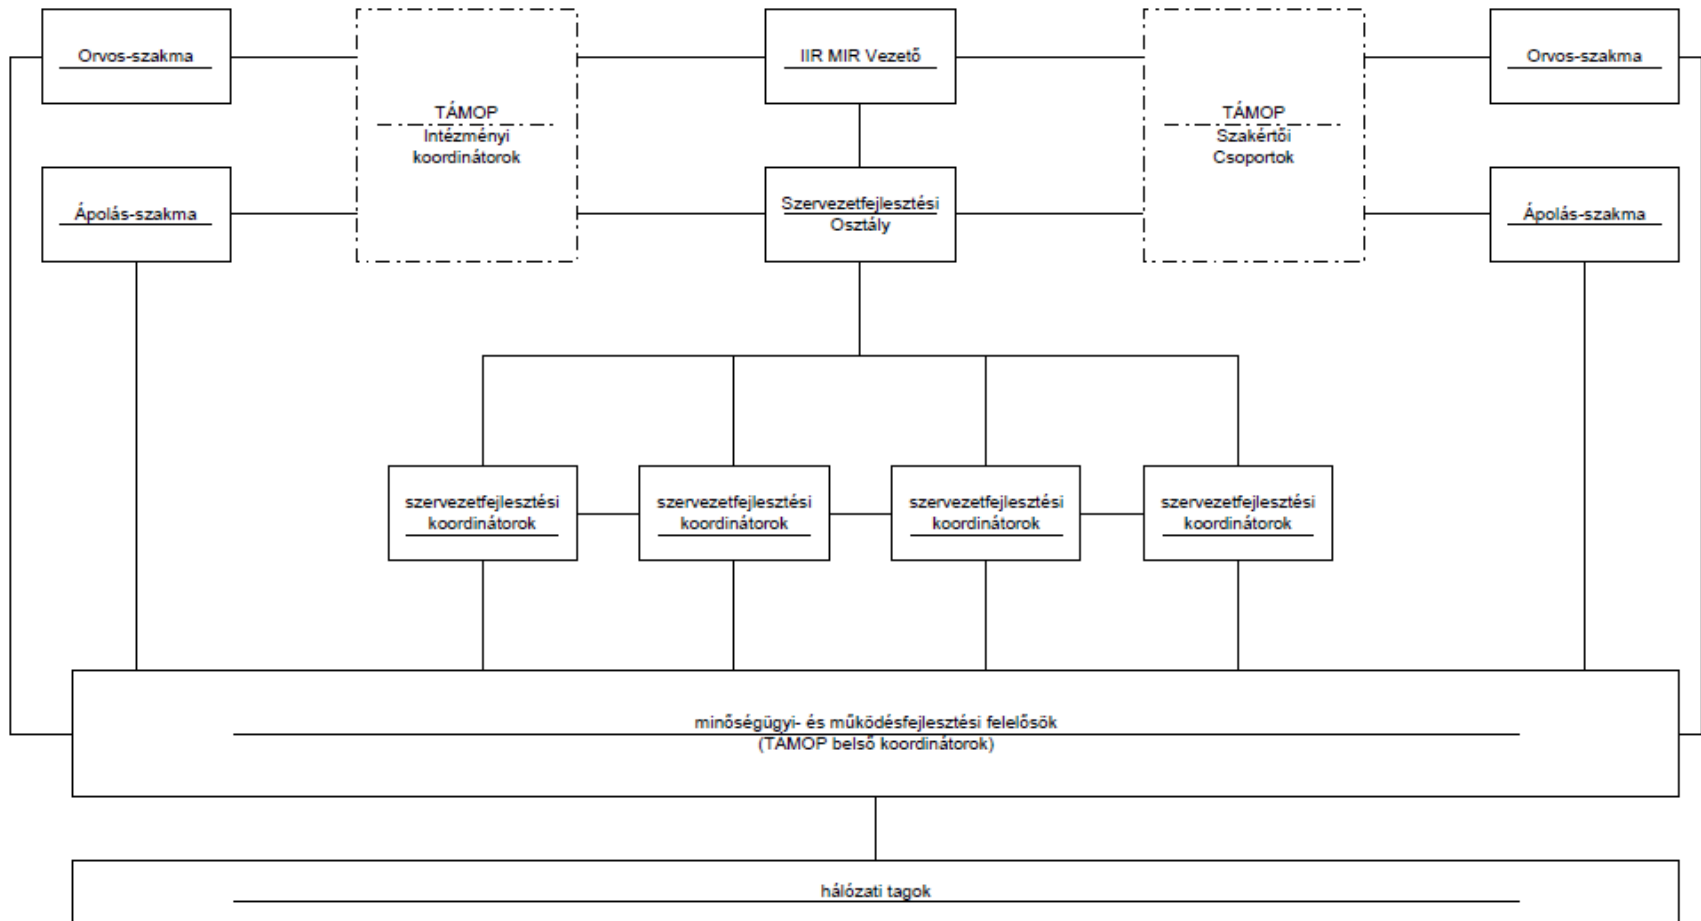 Orvos-szakma
IIR MIR Vezető
Orvos-szakma
TÁMOP
Intézményi
koordinátorok
TÁMOP
Szakértői
Csoportok
Ápolás-szakma
Szervezetfejlesztési
Osztály
Ápolás-szakma
szervezetfejlesztési
koordinátorok
szervezetfejlesztési
koordinátorok
szervezetfejlesztési
koordinátorok
szervezetfejlesztési
koordinátorok
minőségügyi- és működésfejlesztési felelősök
(TÁMOP belső koordinátorok)
hálózati tagok